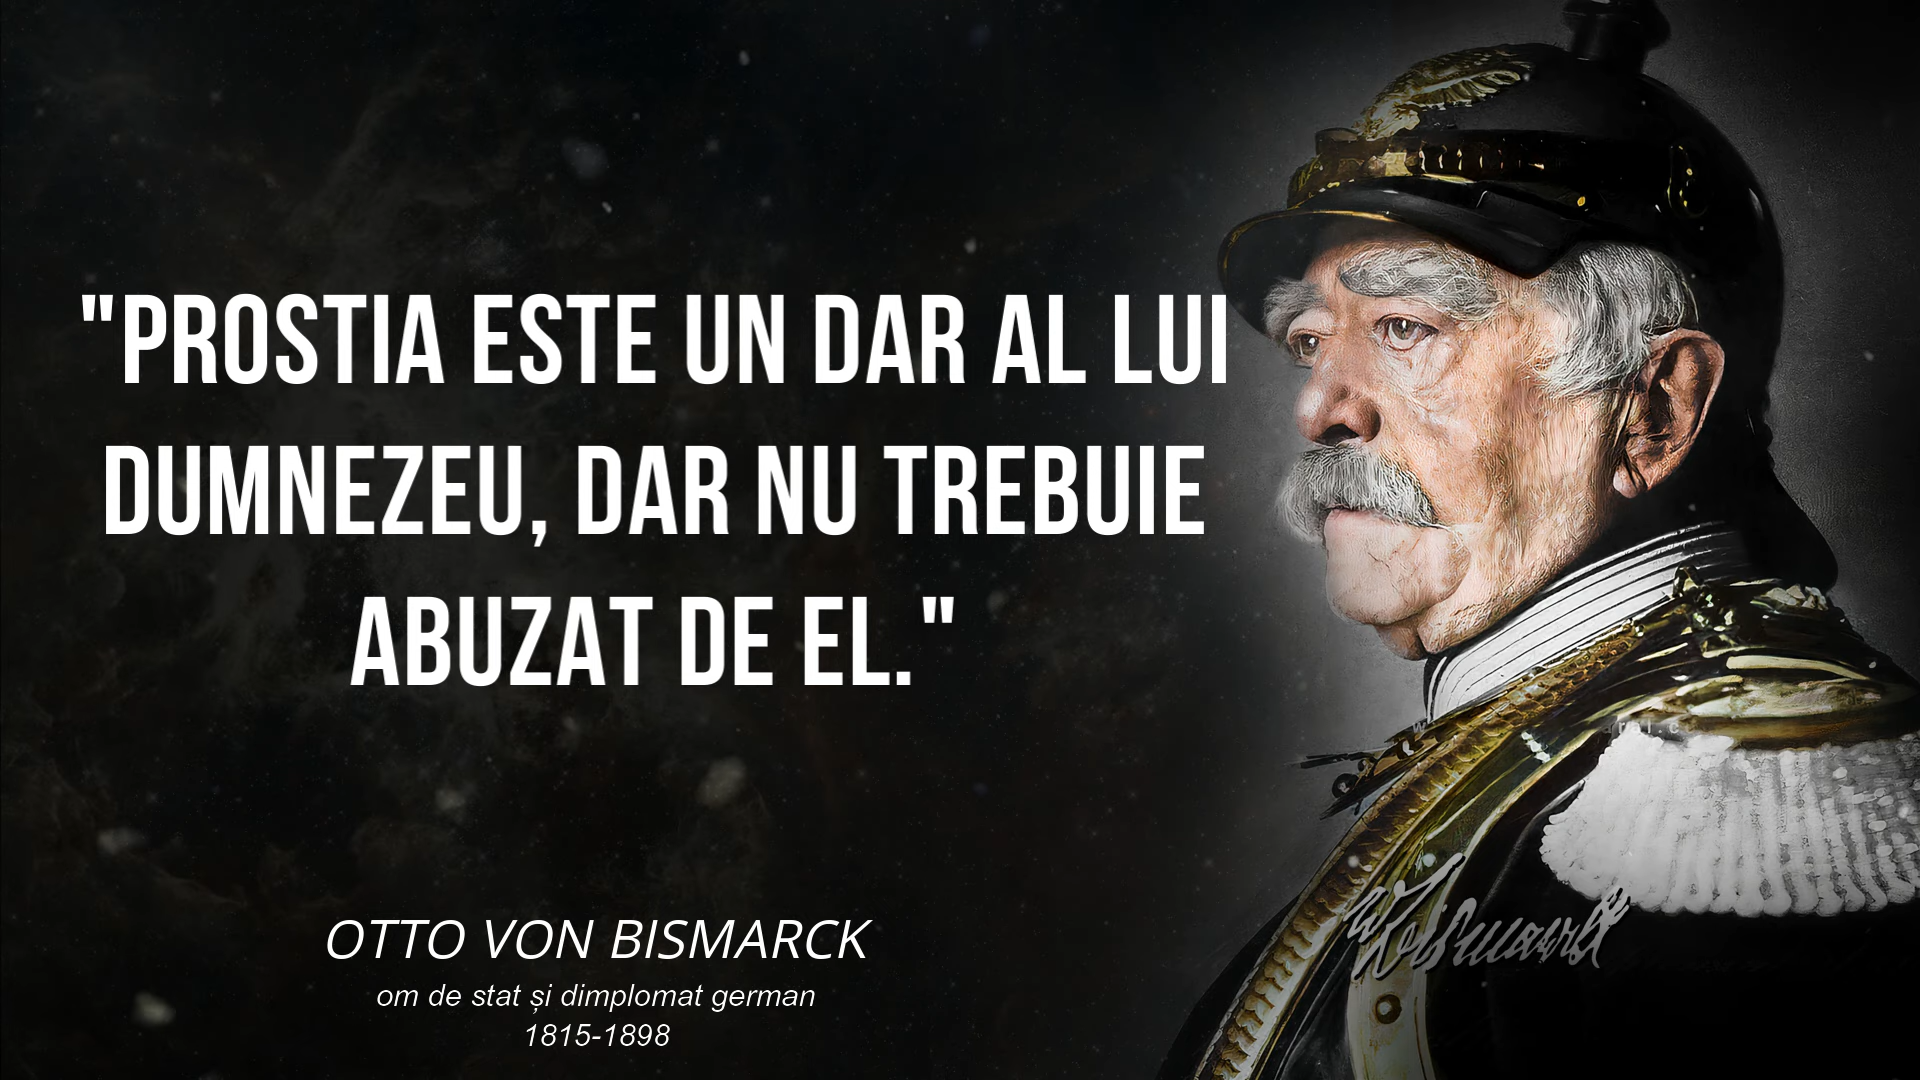 "PROSTIA ESTE UN DAR AL LUI
DUMNEZEU, DAR NU TREBUIE
ABUZAT DE EL."
OTTO VON BISMARCK
om de stat și dimplomat german
1815-1898
v Bismarck